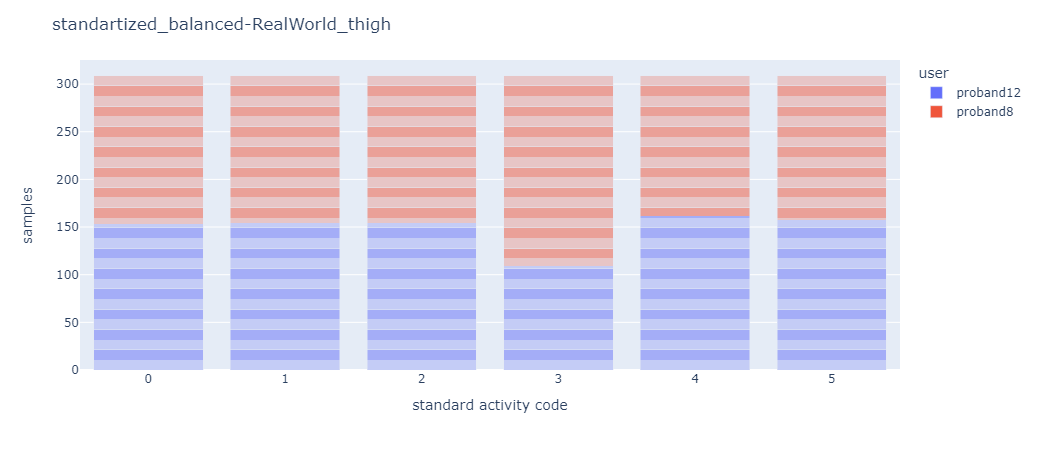 standartized_balanced-RealWorld_thigh
user
proband12
proband8
samples
300
250
200
150
100
50
0
0 1 2 3 4 5
standard activity code